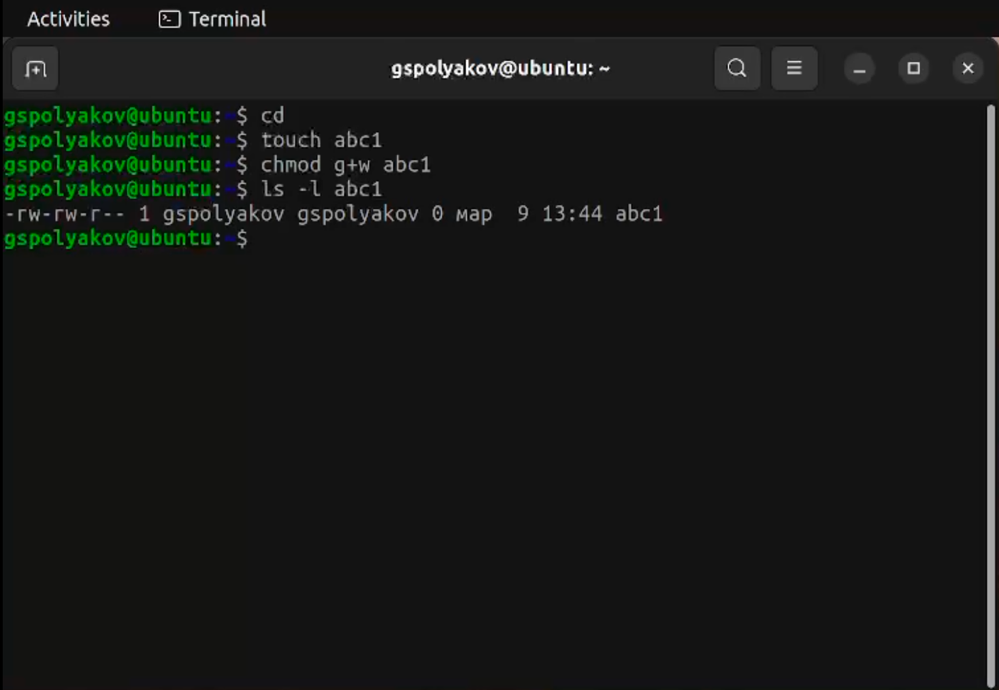 Activities Terminal
gspolyakov@ubuntu: ~
gspolyakov@ubuntu:~$ cd
gspolyakov@ubuntu:~$ touch abc1
gspolyakov@ubuntu:~$ chmod g+w abc1
gspolyakov@ubuntu:~$ ls -l abc1
-rw-rw-r-- 1 gspolyakov gspolyakov 0 мар  9 13:44 abc1
gspolyakov@ubuntu:~$